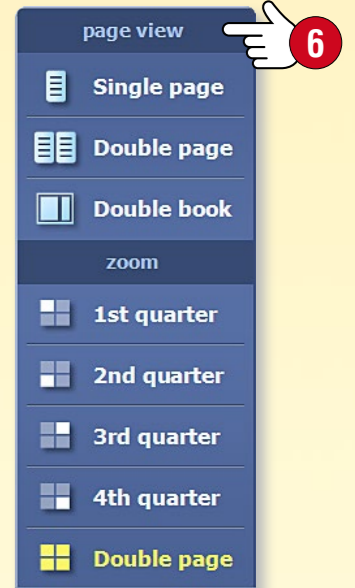 page view
6
Single page
Double page
Double book
zoom
1st quarter
2nd quarter
3rd quarter
4th quarter
Double page